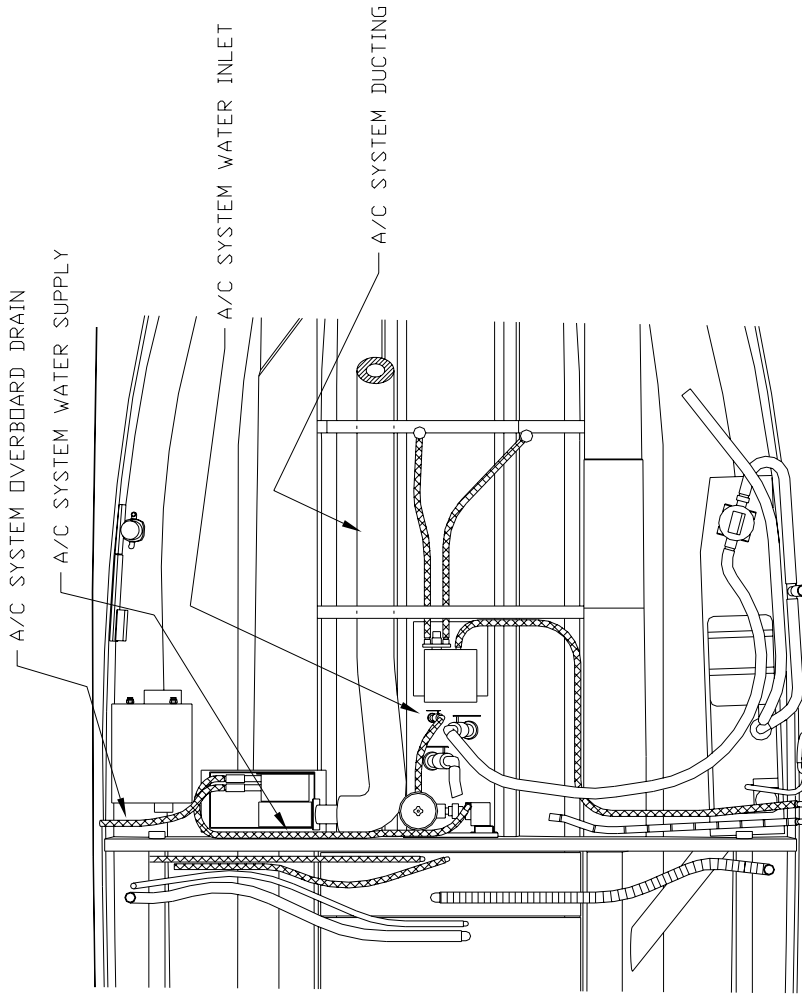 A/C SYSTEM OVERBOARD DRAIN
A/C SYSTEM WATER SUPPLY
A/C SYSTEM WATER INLET
A/C SYSTEM DUCTING